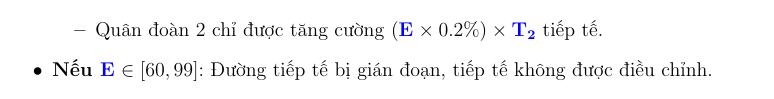 – Quân đoàn 2 chỉ được tăng cường (E × 0.2%) × T₂ tiếp tế.
• Nếu E ∈ [60, 99]: Đường tiếp tế bị gián đoạn, tiếp tế không được điều chỉnh.